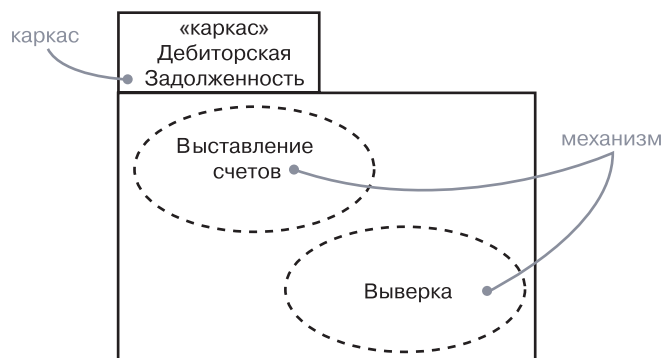 каркас
«каркас»
Дебиторская
Задолженность
Выставление
счетов
механизм
Выверка